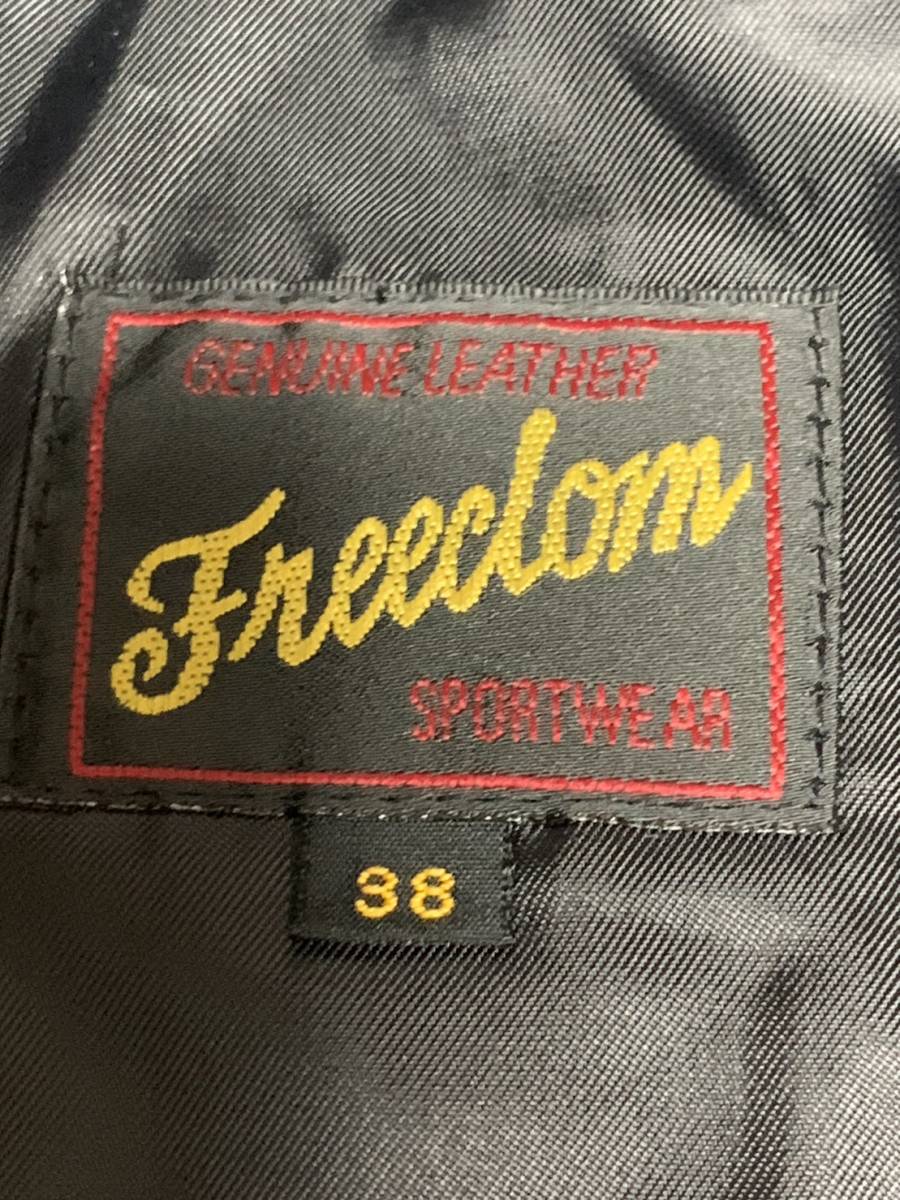 GENUINE LEATHER
Freedom
SPORTWEAR
38